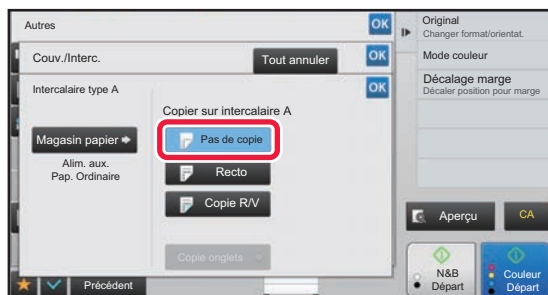 Autres
OK
Couv./Interc.
Tout annuler
OK
Intercalaire type A
OK
Copier sur intercalaire A
Magasin papier
Alim. aux.
Pap. Ordinaire
Pas de copie
Recto
Copie R/V
Copie onglets
Précédent
Original
Changer format/orientat.
Mode couleur
Décalage marge
Décaler position pour marge
Aperçu
CA
N&B
Départ
Couleur
Départ